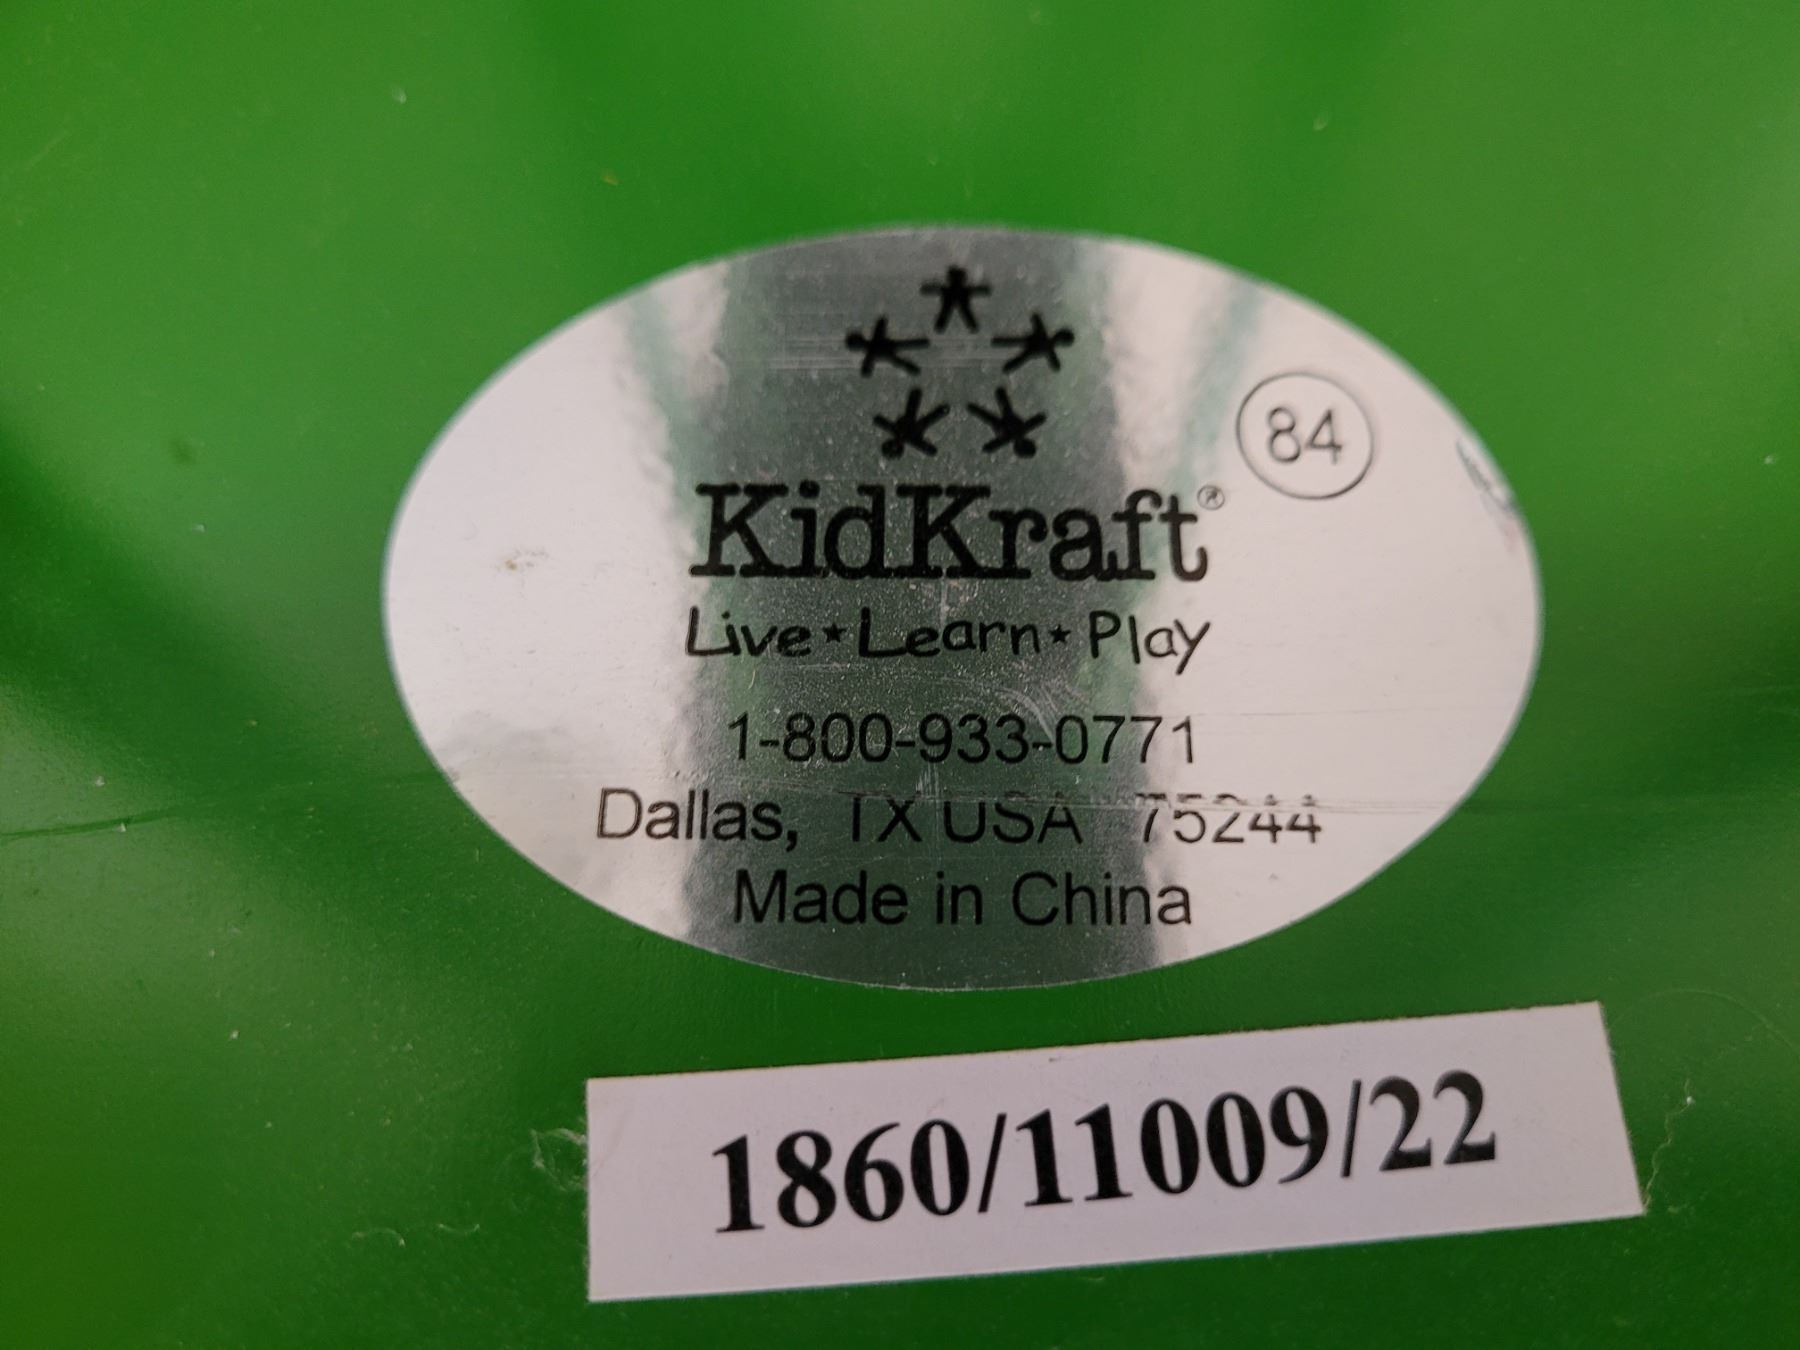 84
KidKraft®
Live★Learn★Play
1-800-933-0771
Dallas, TX USA 75244
Made in China
1860/11009/22